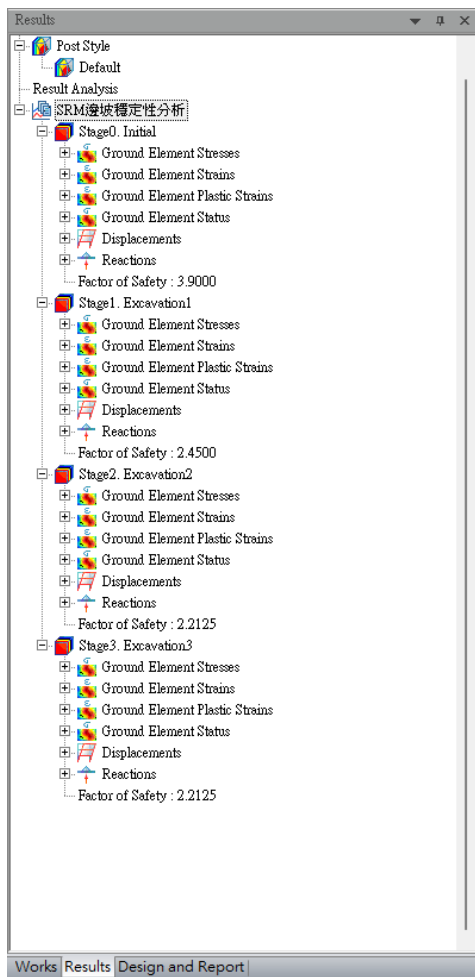 Results
Post Style
Default
Result Analysis
SRM邊坡穩定性分析
Stage0. Initial
Ground Element Stresses
Ground Element Strains
Ground Element Plastic Strains
Ground Element Status
Displacements
Reactions
Factor of Safety : 3.9000
Stage1. Excavation1
Ground Element Stresses
Ground Element Strains
Ground Element Plastic Strains
Ground Element Status
Displacements
Reactions
Factor of Safety : 2.4500
Stage2. Excavation2
Ground Element Stresses
Ground Element Strains
Ground Element Plastic Strains
Ground Element Status
Displacements
Reactions
Factor of Safety : 2.2125
Stage3. Excavation3
Ground Element Stresses
Ground Element Strains
Ground Element Plastic Strains
Ground Element Status
Displacements
Reactions
Factor of Safety : 2.2125
Works Results Design and Report